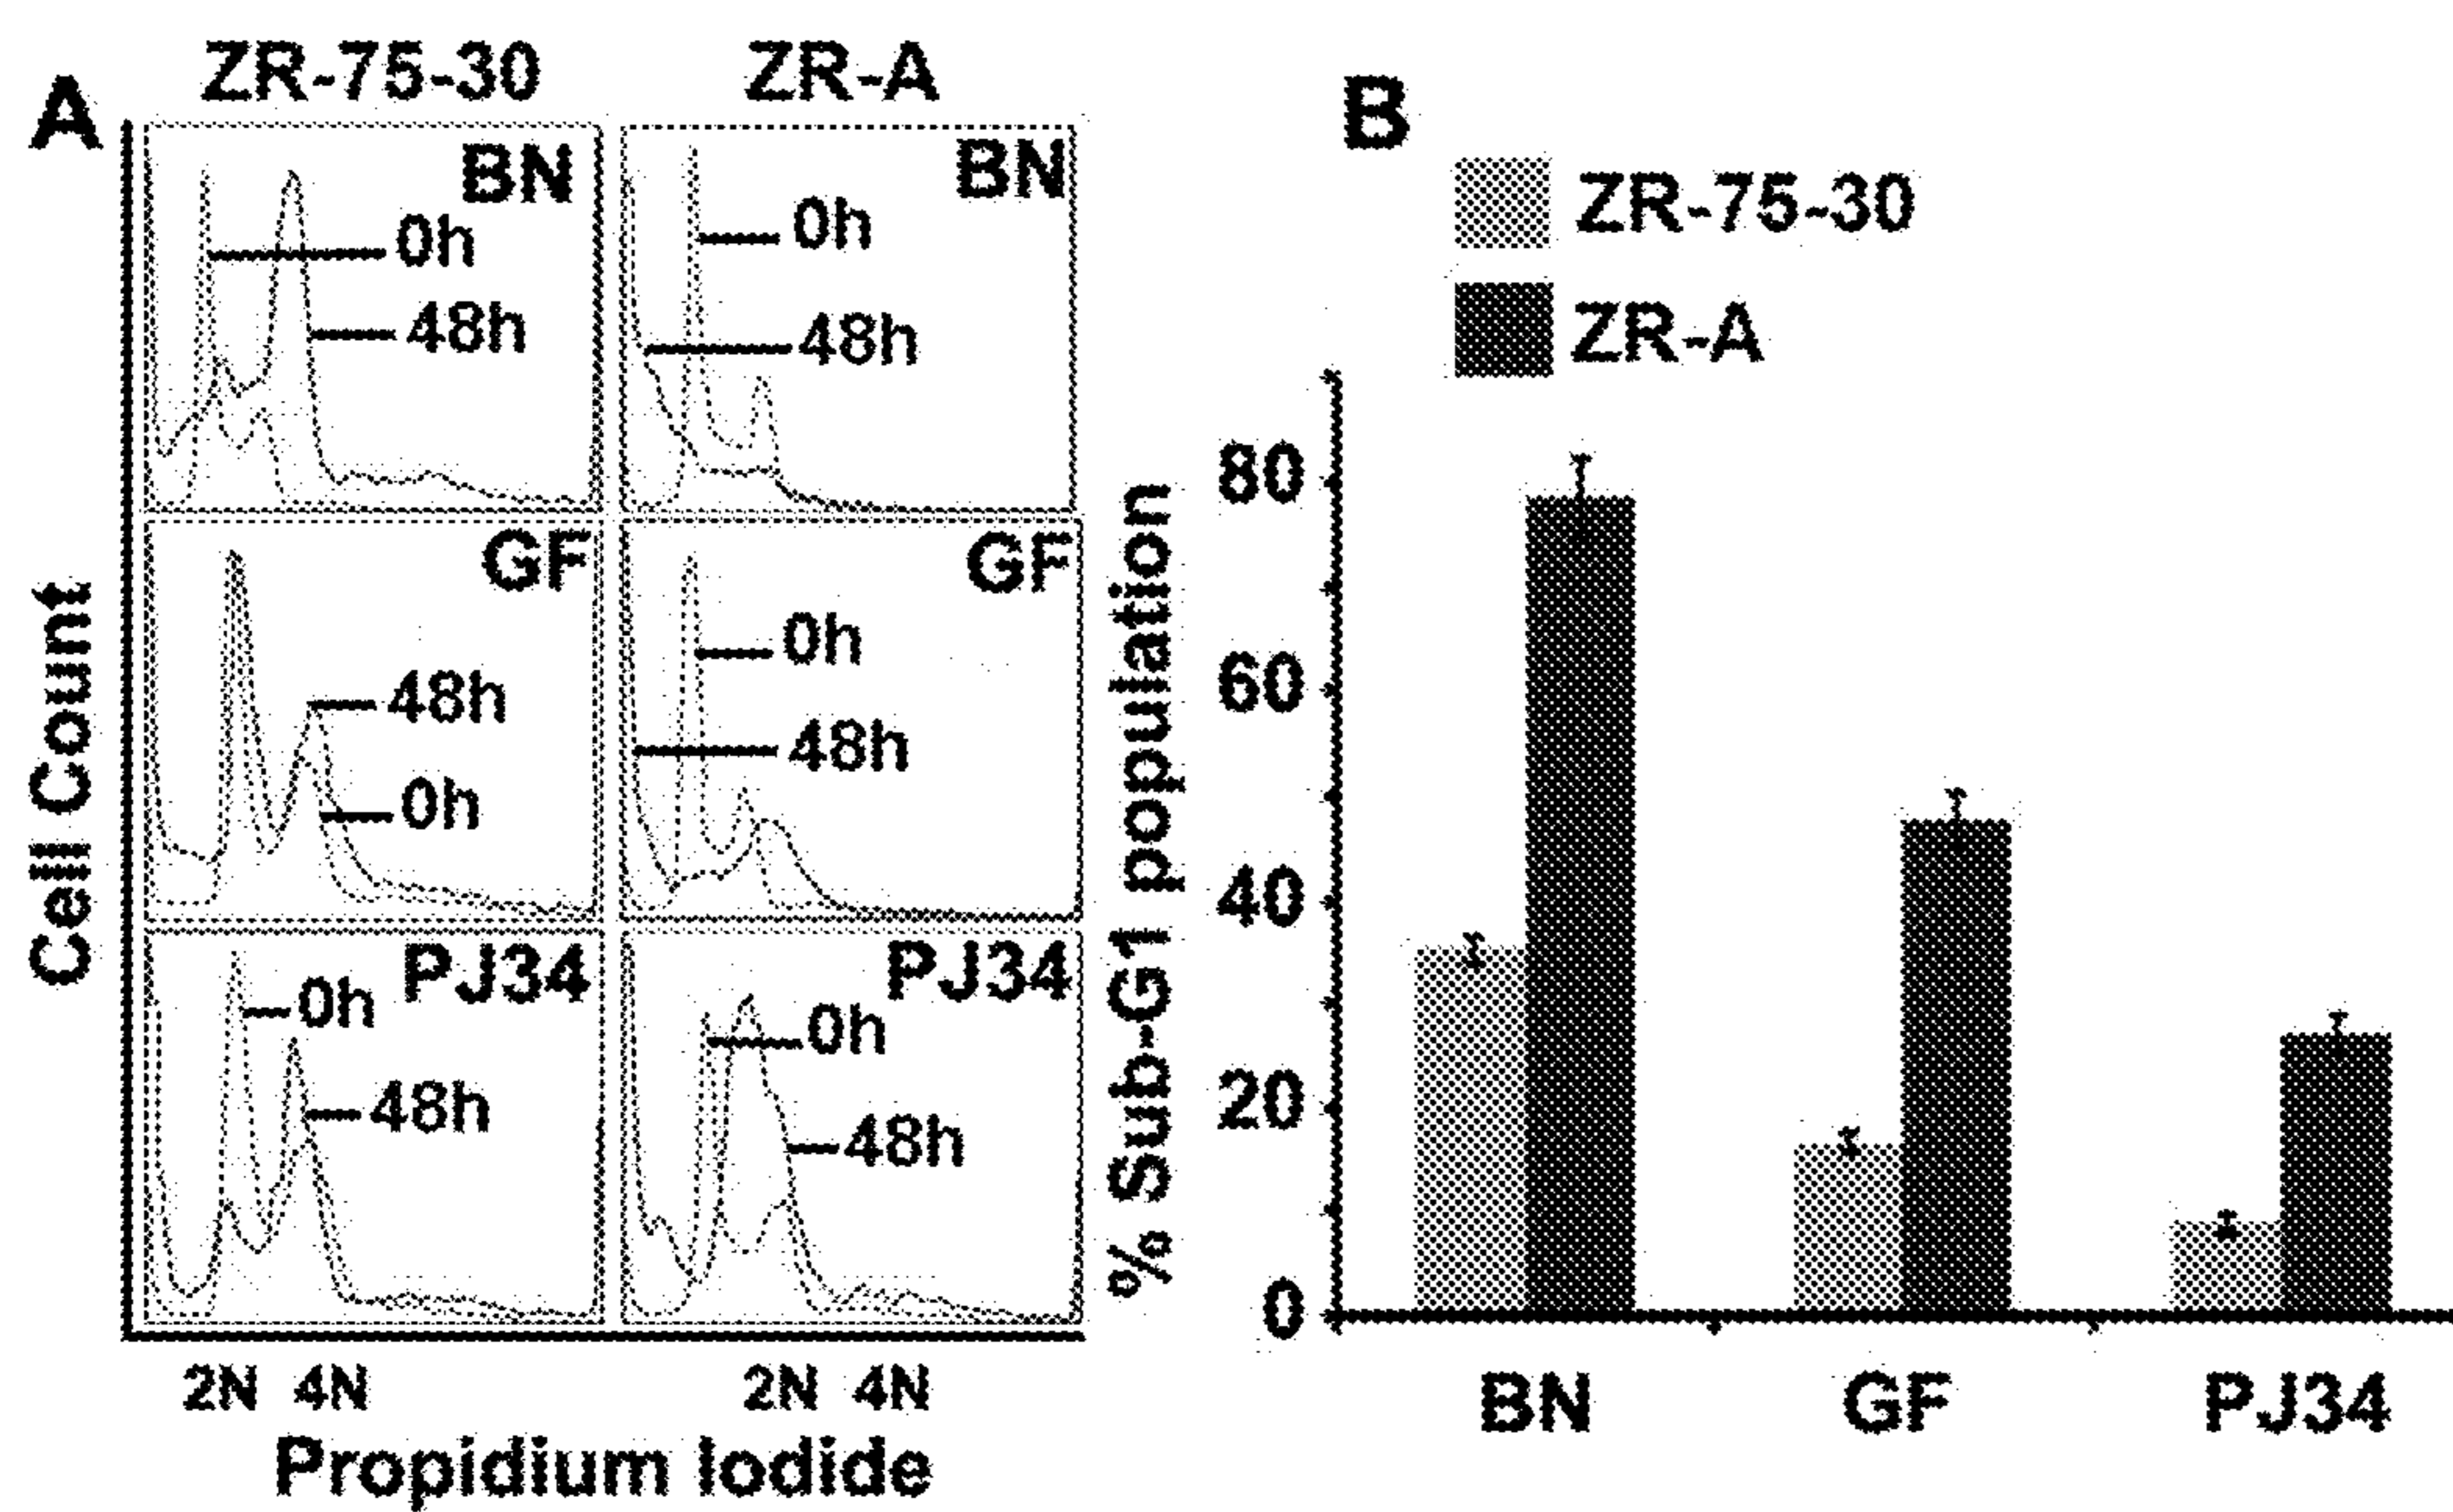 A
ZR-75-30
ZR-A
BN
0h
48h
BN
0h
48h
GF
48h
0h
GF
0h
48h
PJ34
0h
48h
PJ34
0h
48h
Cell Count
2N 4N
2N 4N
Propidium Iodide
B
ZR-75-30
ZR-A
% Sub-G1 population
80
60
40
20
0
BN
GF
PJ34